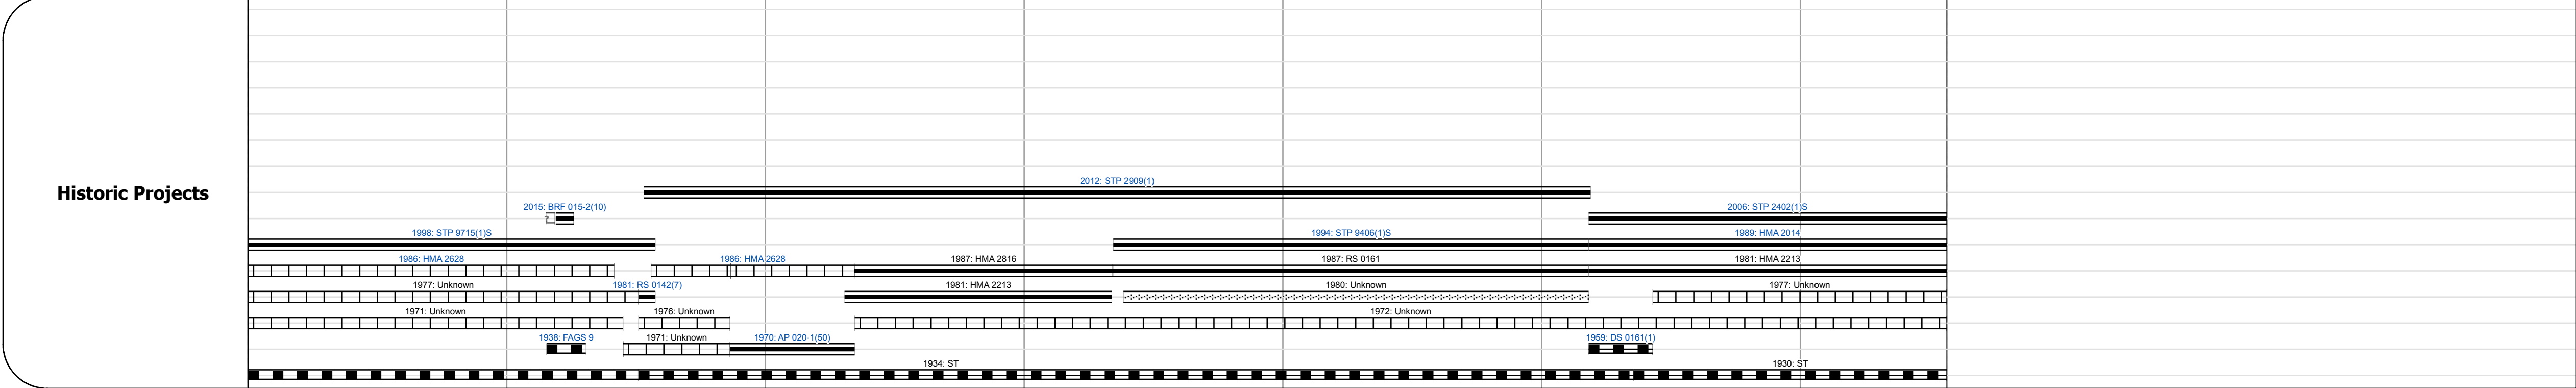 2012: STP 2909(1)
Historic Projects
2015: BRF 015-2(10)
2006: STP 2402(1)S
1998: STP 9715(1)S
1994: STP 9406(1)S
1989: HMA 2014
1986: HMA 2628
1986: HMA 2628
1987: HMA 2816
1987: RS 0161
1981: HMA 2213
1977: Unknown
1981: RS 0142(7)
1981: HMA 2213
1980: Unknown
1977: Unknown
1971: Unknown
1976: Unknown
1972: Unknown
1938: FAGS 9
1971: Unknown
1970: AP 020-1(50)
1959: DS 0161(1)
1934: ST
1930: ST